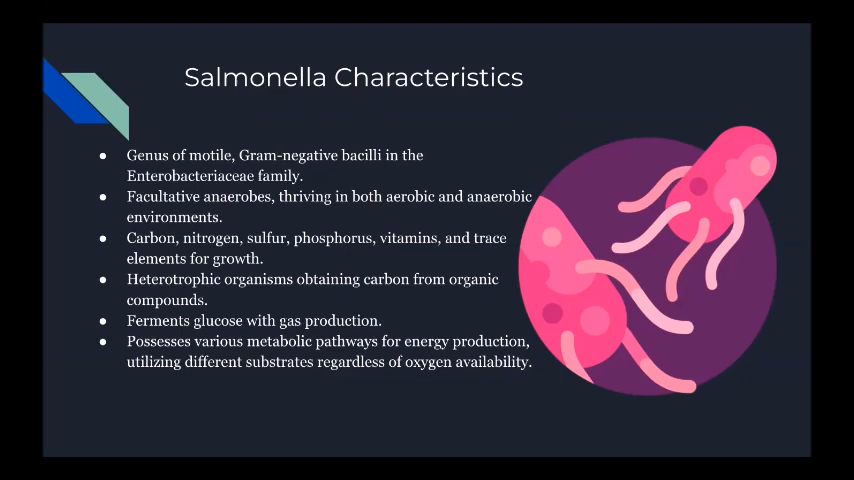 Salmonella Characteristics
● Genus of motile, Gram-negative bacilli in the
Enterobacteriaceae family.
● Facultative anaerobes, thriving in both aerobic and anaerobic
environments.
● Carbon, nitrogen, sulfur, phosphorus, vitamins, and trace
elements for growth.
● Heterotrophic organisms obtaining carbon from organic
compounds.
● Ferments glucose with gas production.
● Possesses various metabolic pathways for energy production,
utilizing different substrates regardless of oxygen availability.